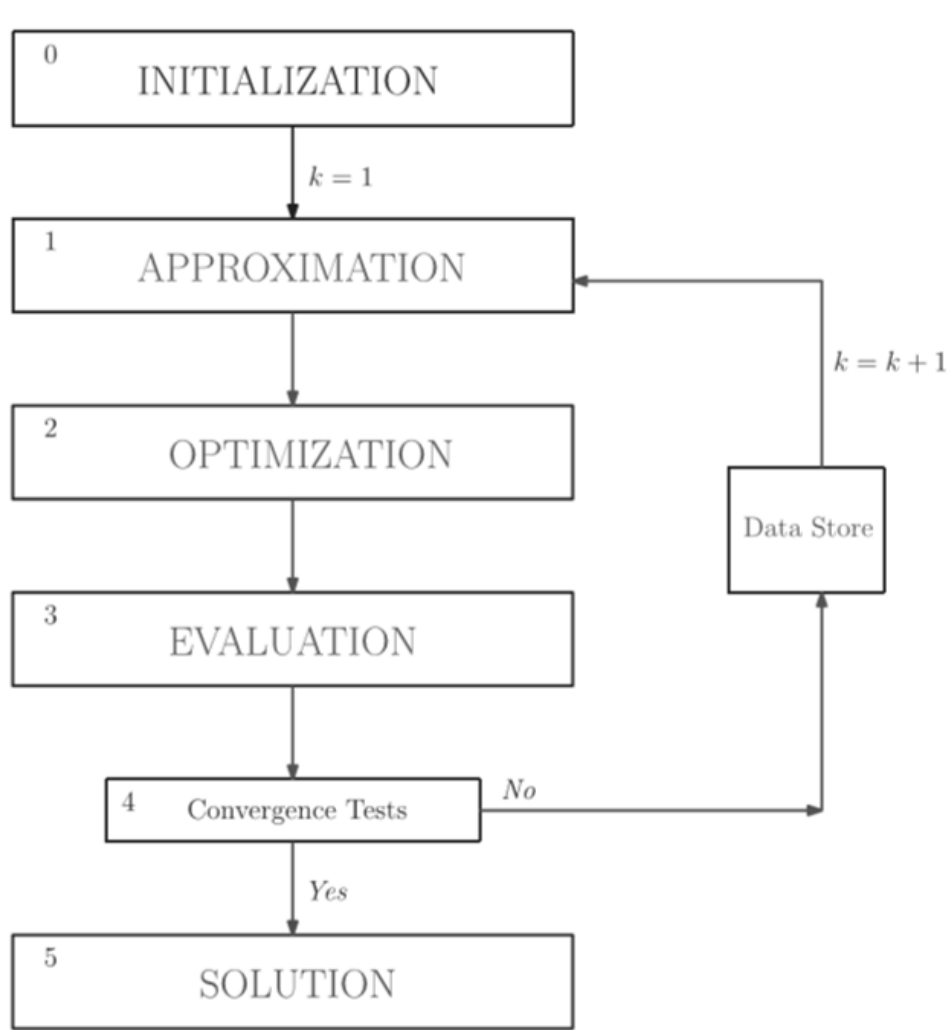 0
INITIALIZATION
k = 1
1
APPROXIMATION
k = k + 1
2
OPTIMIZATION
Data Store
3
EVALUATION
4
Convergence Tests
No
Yes
5
SOLUTION